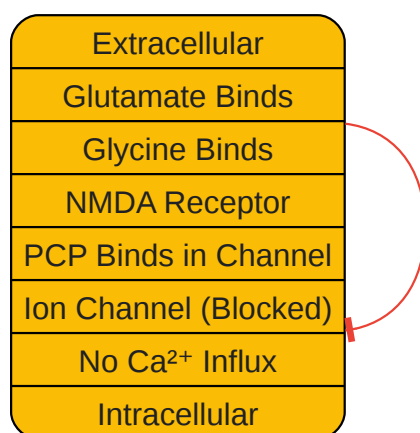 Extracellular
Glutamate Binds
Glycine Binds
NMDA Receptor
PCP Binds in Channel
Ion Channel (Blocked)
No Ca²⁺ Influx
Intracellular